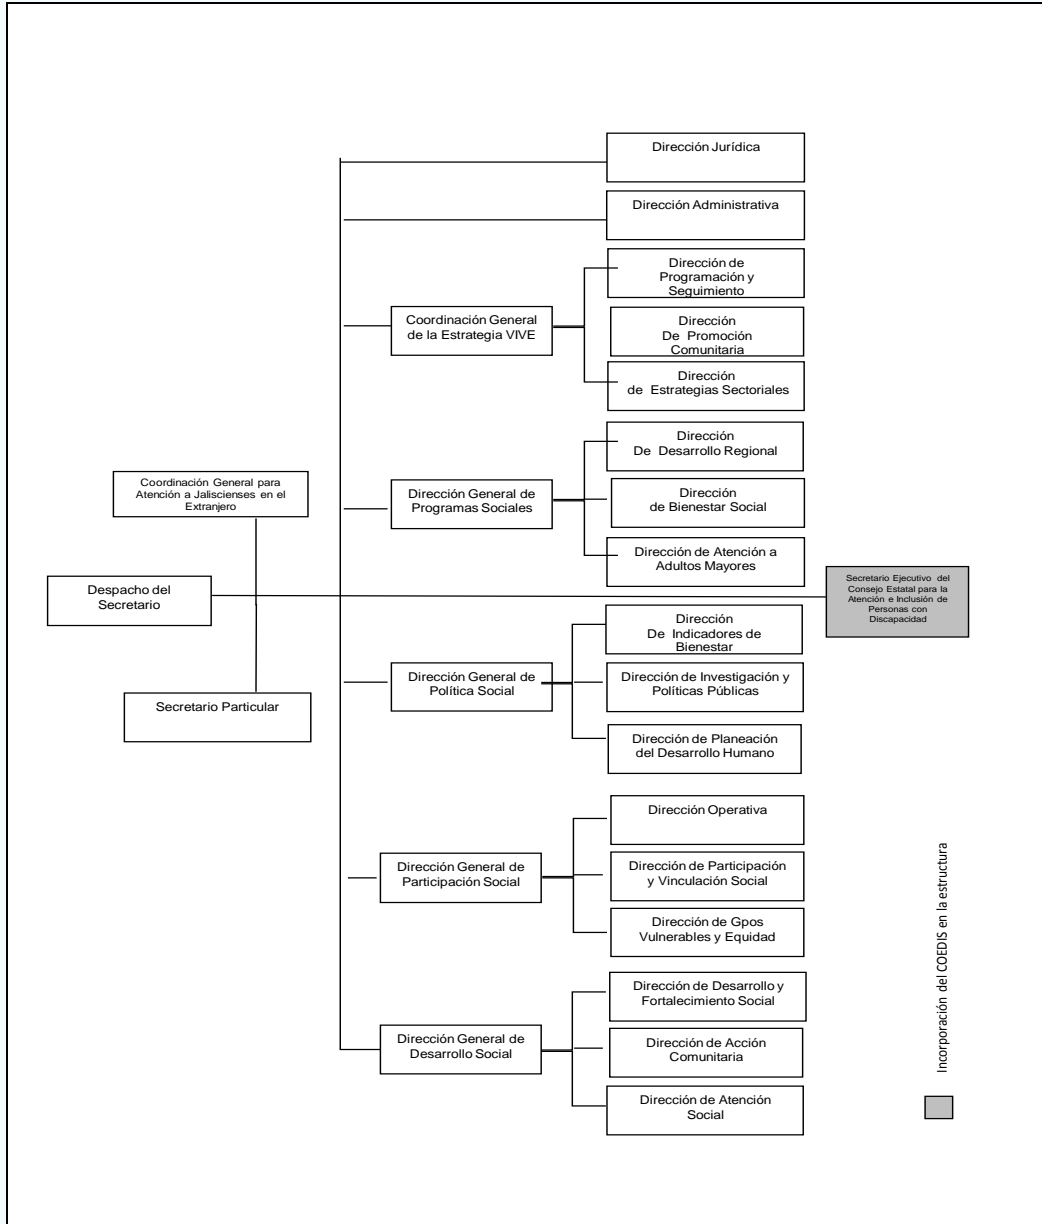 Dirección Jurídica
Dirección Administrativa
Dirección de
Programación y
Seguimiento
Coordinación General
de la Estrategia VIVE
Dirección
De Promoción
Comunitaria
Dirección
de Estrategias Sectoriales
Dirección
De Desarrollo Regional
Coordinación General para
Atención a Jaliscienses en el
Extranjero
Dirección General de
Programas Sociales
Dirección
de Bienestar Social
Dirección de Atención a
Adultos Mayores
Despacho del
Secretario
Secretario Ejecutivo del
Consejo Estatal para la
Atención e Inclusión de
Personas con
Discapacidad
Dirección
De Indicadores de
Bienestar
Dirección General de
Política Social
Dirección de Investigación y
Políticas Públicas
Secretario Particular
Dirección de Planeación
del Desarrollo Humano
Dirección Operativa
Dirección General de
Participación Social
Dirección de Participación
y Vinculación Social
Dirección de Gpos
Vulnerables y Equidad
Dirección de Desarrollo y
Fortalecimiento Social
Dirección General de
Desarrollo Social
Dirección de Acción
Comunitaria
Dirección de Atención
Social
Incorporación del COEDIS en la estructura